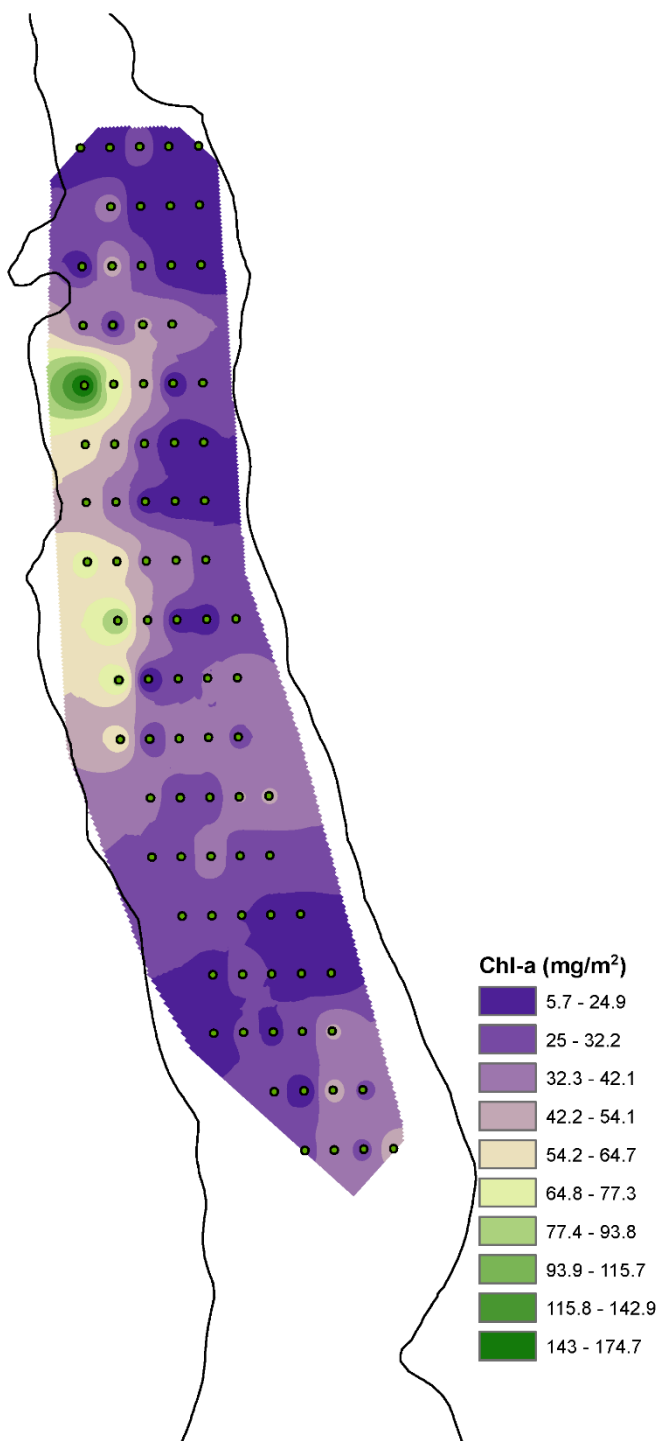 Chl-a (mg/m²)
5.7 - 24.9
25 - 32.2
32.3 - 42.1
42.2 - 54.1
54.2 - 64.7
64.8 - 77.3
77.4 - 93.8
93.9 - 115.7
115.8 - 142.9
143 - 174.7